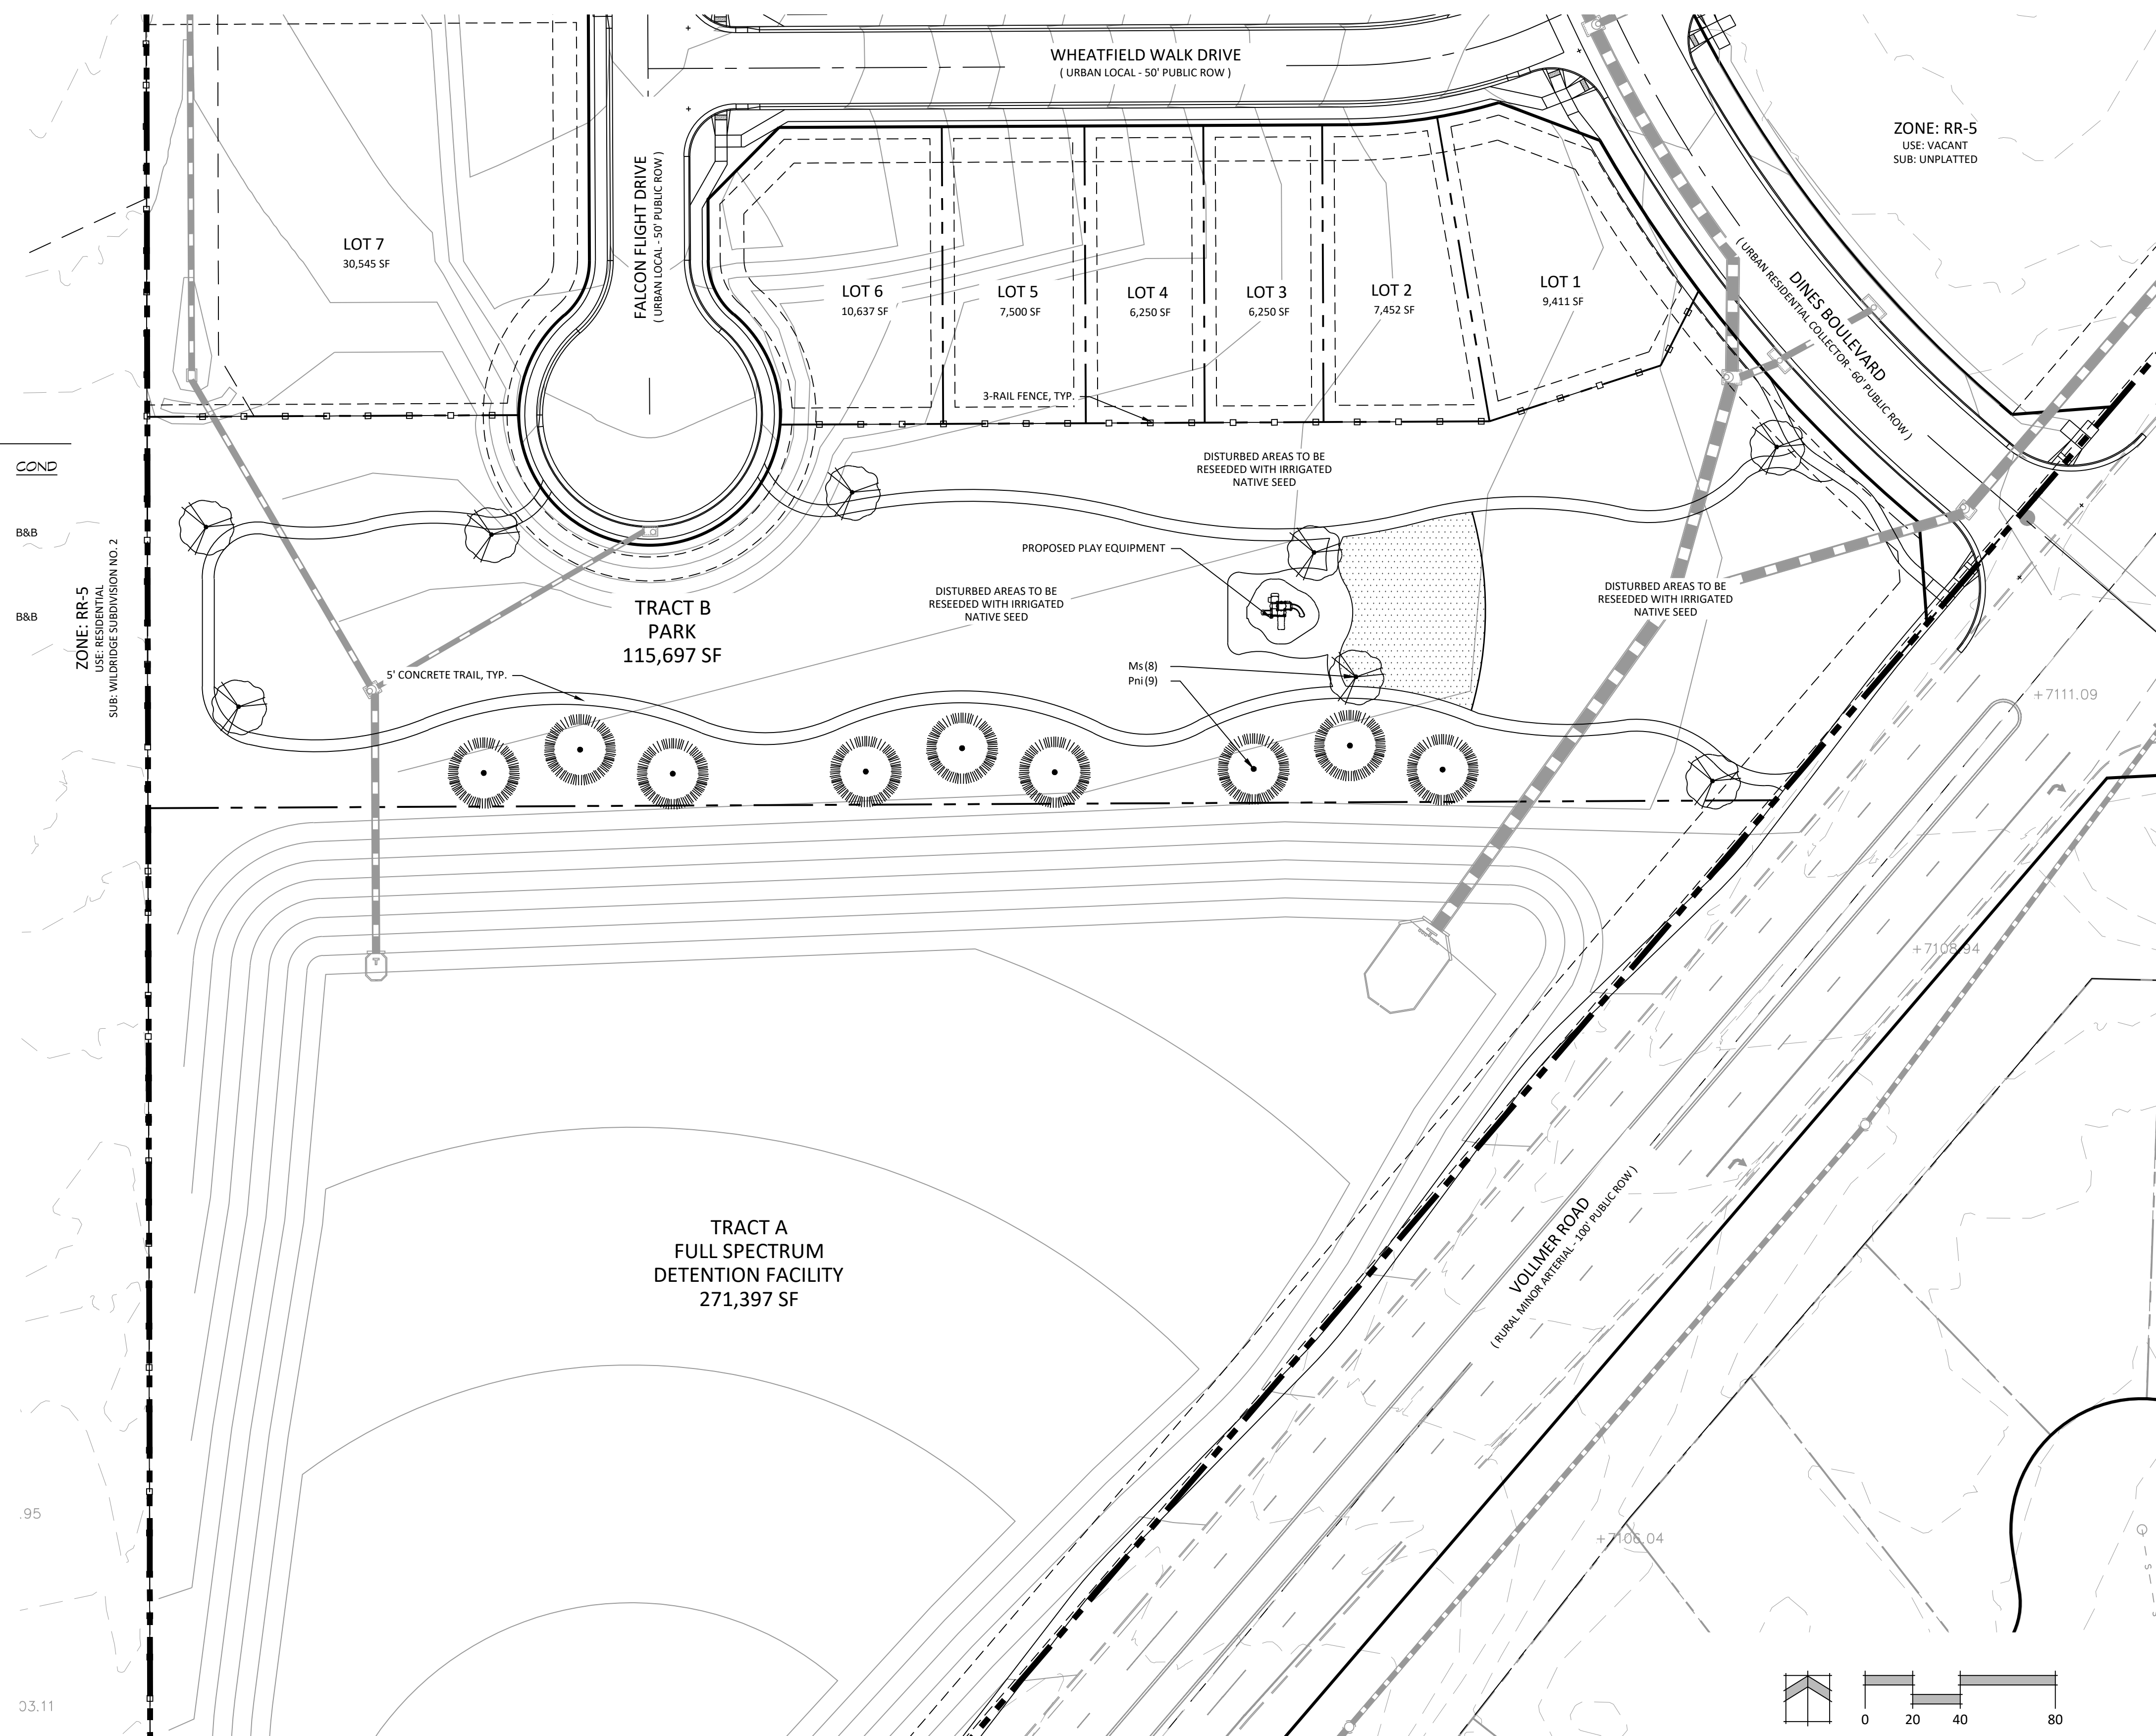 WHEATFIELD WALK DRIVE
( URBAN LOCAL - 50' PUBLIC ROW )
ZONE: RR-5
USE: VACANT
SUB: UNPLATTED
FALCON FLIGHT DRIVE
( URBAN LOCAL - 50' PUBLIC ROW )
LOT 7
30,545 SF
LOT 6
10,637 SF
LOT 5
7,500 SF
LOT 4
6,250 SF
LOT 3
6,250 SF
LOT 2
7,452 SF
LOT 1
9,411 SF
DINES BOULEVARD
( URBAN RESIDENTIAL COLLECTOR - 60' PUBLIC ROW )
3-RAIL FENCE, TYP.
COND
B&B
B&B
ZONE: RR-5
USE: RESIDENTIAL
SUB: WILDRIDGE SUBDIVISION NO. 2
DISTURBED AREAS TO BE
RESEEDED WITH IRRIGATED
NATIVE SEED
PROPOSED PLAY EQUIPMENT
DISTURBED AREAS TO BE
RESEEDED WITH IRRIGATED
NATIVE SEED
DISTURBED AREAS TO BE
RESEEDED WITH IRRIGATED
NATIVE SEED
TRACT B
PARK
115,697 SF
5' CONCRETE TRAIL, TYP.
Ms (8)
Pni (9)
+7111.09
+7108.94
TRACT A
FULL SPECTRUM
DETENTION FACILITY
271,397 SF
VOLLMER ROAD
( RURAL MINOR ARTERIAL - 100' PUBLIC ROW )
.95
+7106.04
03.11
0 20 40 80